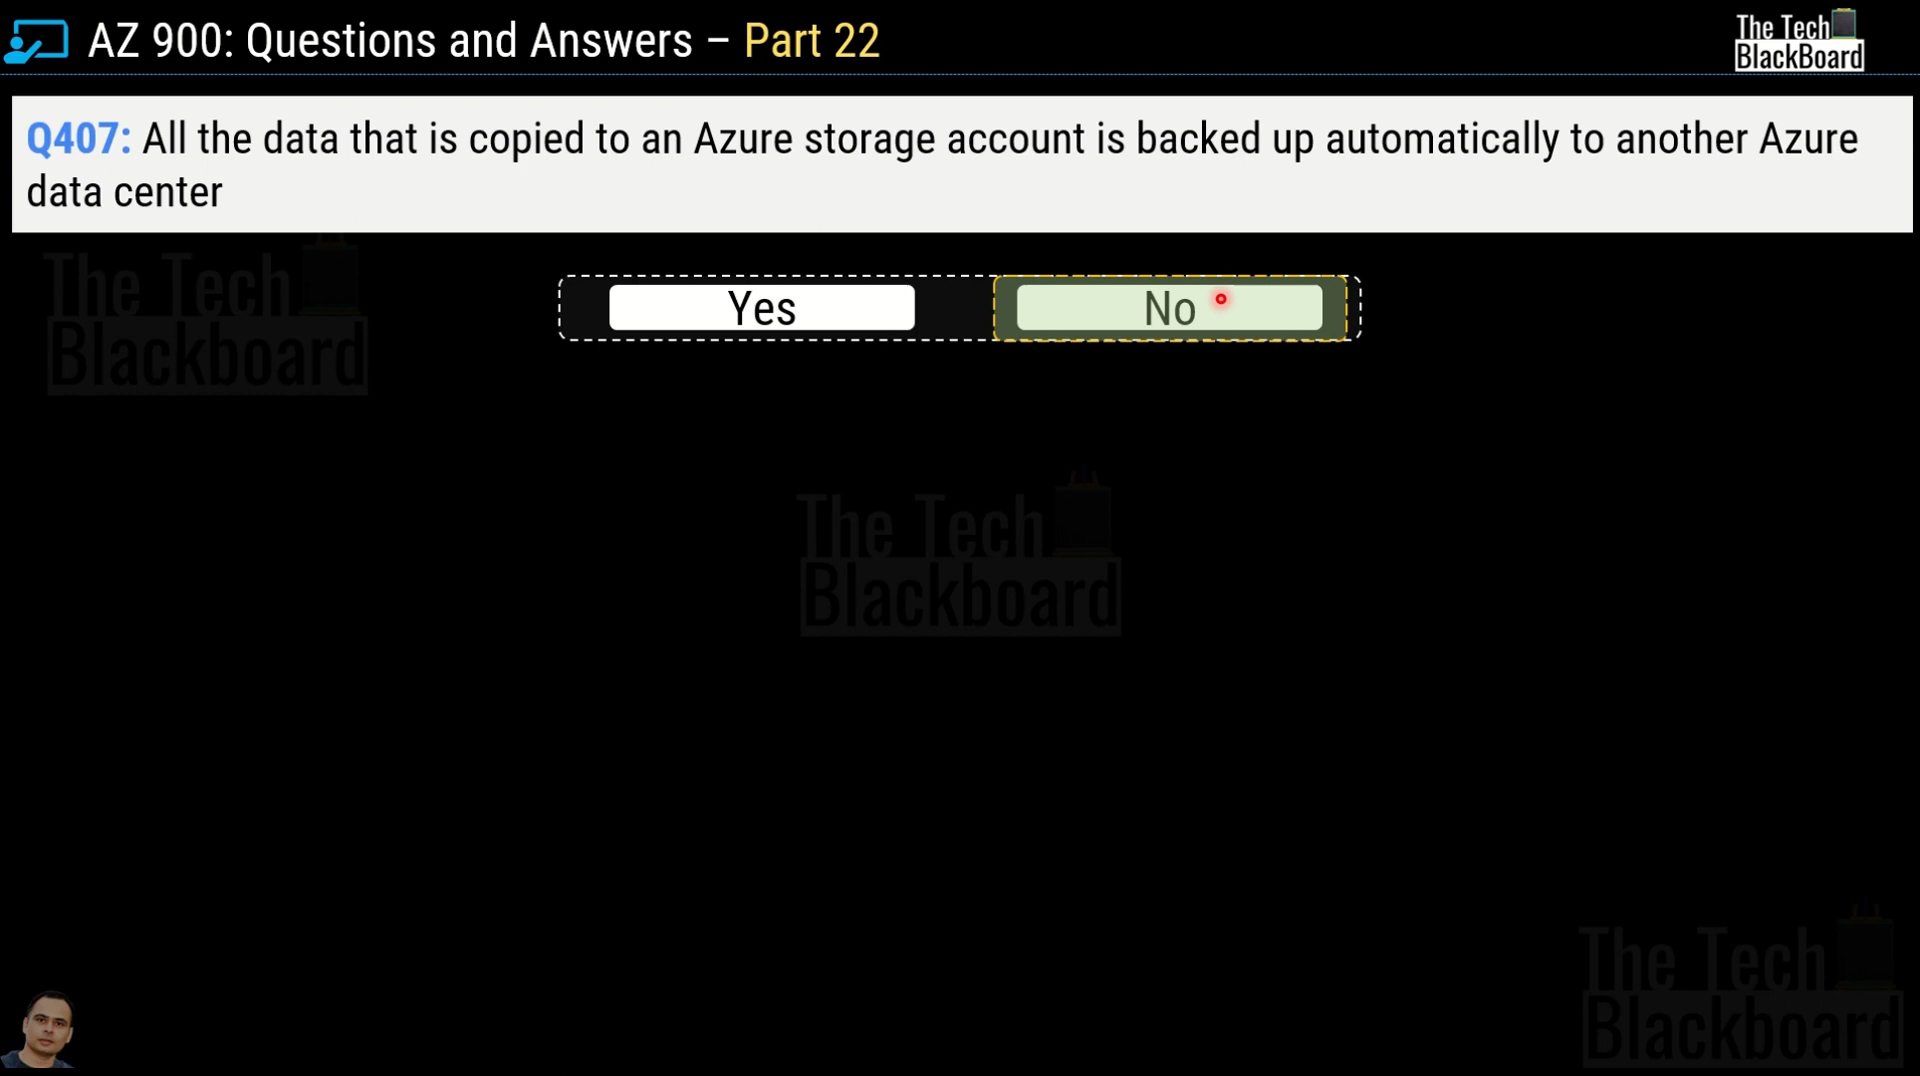 AZ 900: Questions and Answers – Part 22
The Tech
BlackBoard
Q407: All the data that is copied to an Azure storage account is backed up automatically to another Azure
data center
Yes
No
The Tech
Blackboard
The Tech
Blackboard
The Tech
Blackboard